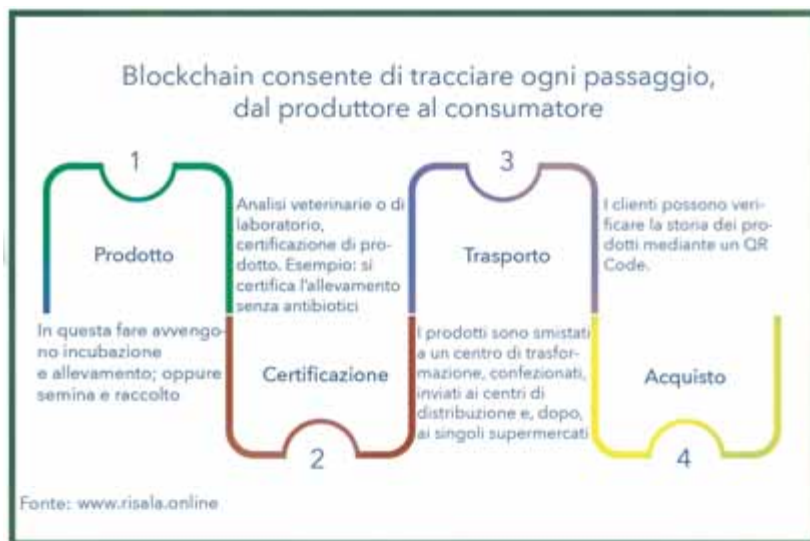 Blockchain consente di tracciare ogni passaggio,
dal produttore al consumatore
1
Prodotto
In questa fare avvengo-
no incubazione
e allevamento; oppure
semina e raccolto
Analisi veterinarie o di
laboratorio,
certificazione di pro-
dotto. Esempio: si
certifica l'allevamento
senza antibiotici
Certificazione
2
3
Trasporto
I prodotti sono smistati
a un centro di trasfor-
mazione, confezionati,
inviati ai centri di
distribuzione e, dopo,
ai singoli supermercati
I clienti possono veri-
ficare la storia dei pro-
dotti mediante un QR
Code.
Acquisto
4
Fonte: www.risala.online